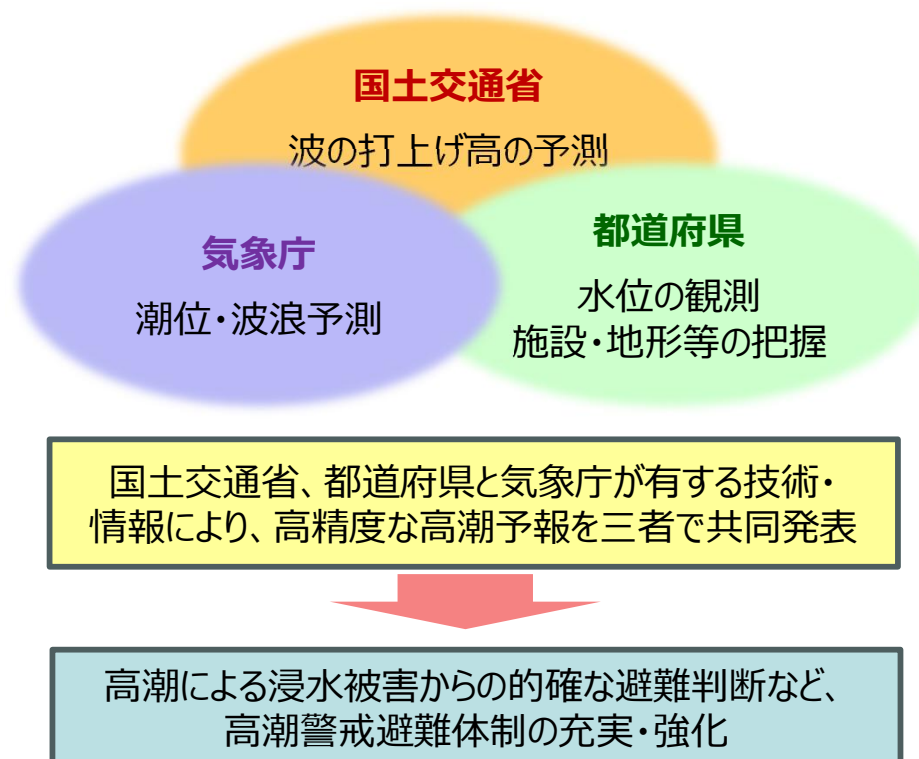 国土交通省
波の打上げ高の予測
気象庁
潮位・波浪予測
都道府県
水位の観測
施設・地形等の把握
国土交通省、都道府県と気象庁が有する技術・
情報により、高精度な高潮予報を三者で共同発表
高潮による浸水被害からの的確な避難判断など、
高潮警戒避難体制の充実・強化